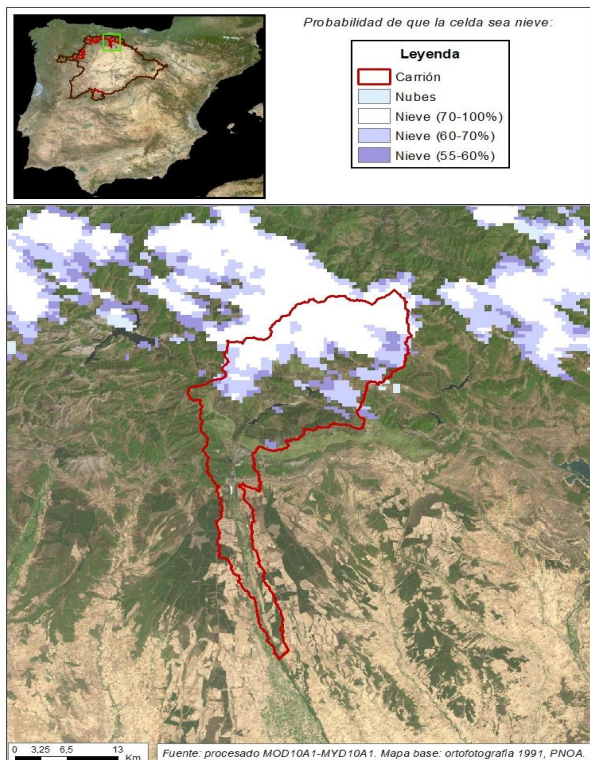 Probabilidad de que la celda sea nieve:
Leyenda
Carrión
Nubes
Nieve (70-100%)
Nieve (60-70%)
Nieve (55-60%)
0 3,25 6,5 13
Km
Fuente: procesado MOD10A1-MYD10A1. Mapa base: ortofotografía 1991, PNOA.